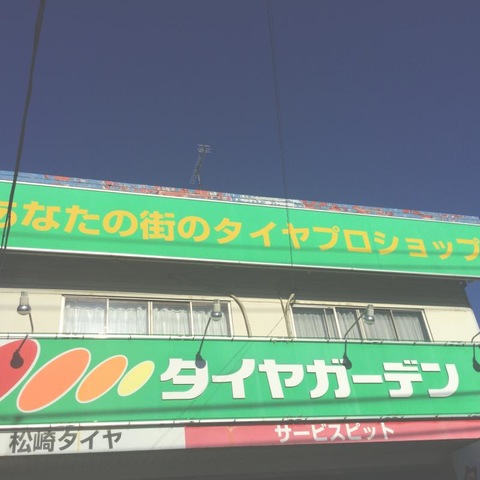 あなたの街のタイヤプロショップ
タイヤガーデン
松崎タイヤ
サービスピット